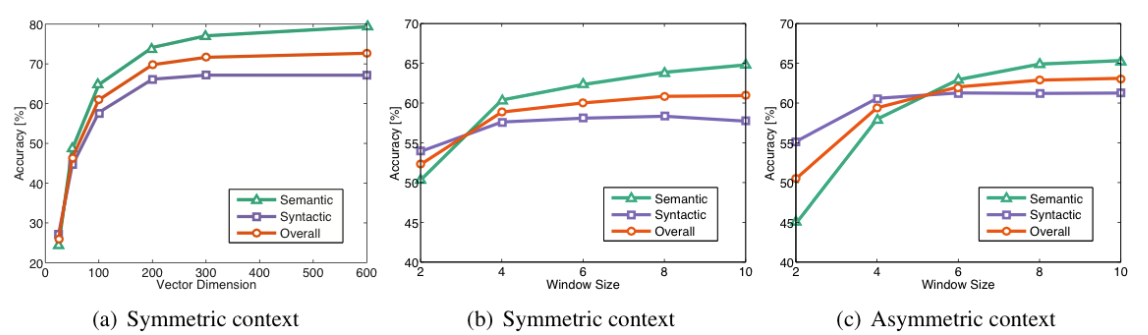 80
70
60
50
40
30
20
0
100
200
300
400
500
600
Accuracy [%]
Vector Dimension
Semantic
Syntactic
Overall
(a) Symmetric context
70
65
60
55
50
45
40
2
4
6
8
10
Accuracy [%]
Window Size
Semantic
Syntactic
Overall
(b) Symmetric context
70
65
60
55
50
45
40
2
4
6
8
10
Accuracy [%]
Window Size
Semantic
Syntactic
Overall
(c) Asymmetric context